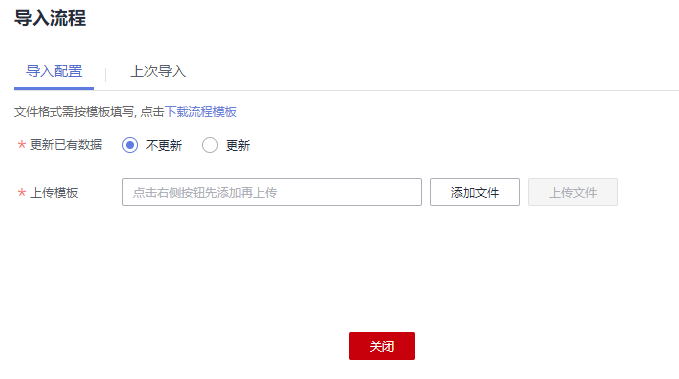 导入流程
导入配置 上次导入
文件格式需按模板填写, 点击下载流程模板
* 更新已有数据 不更新 更新
* 上传模板 点击右侧按钮先添加再上传 添加文件 上传文件
关闭